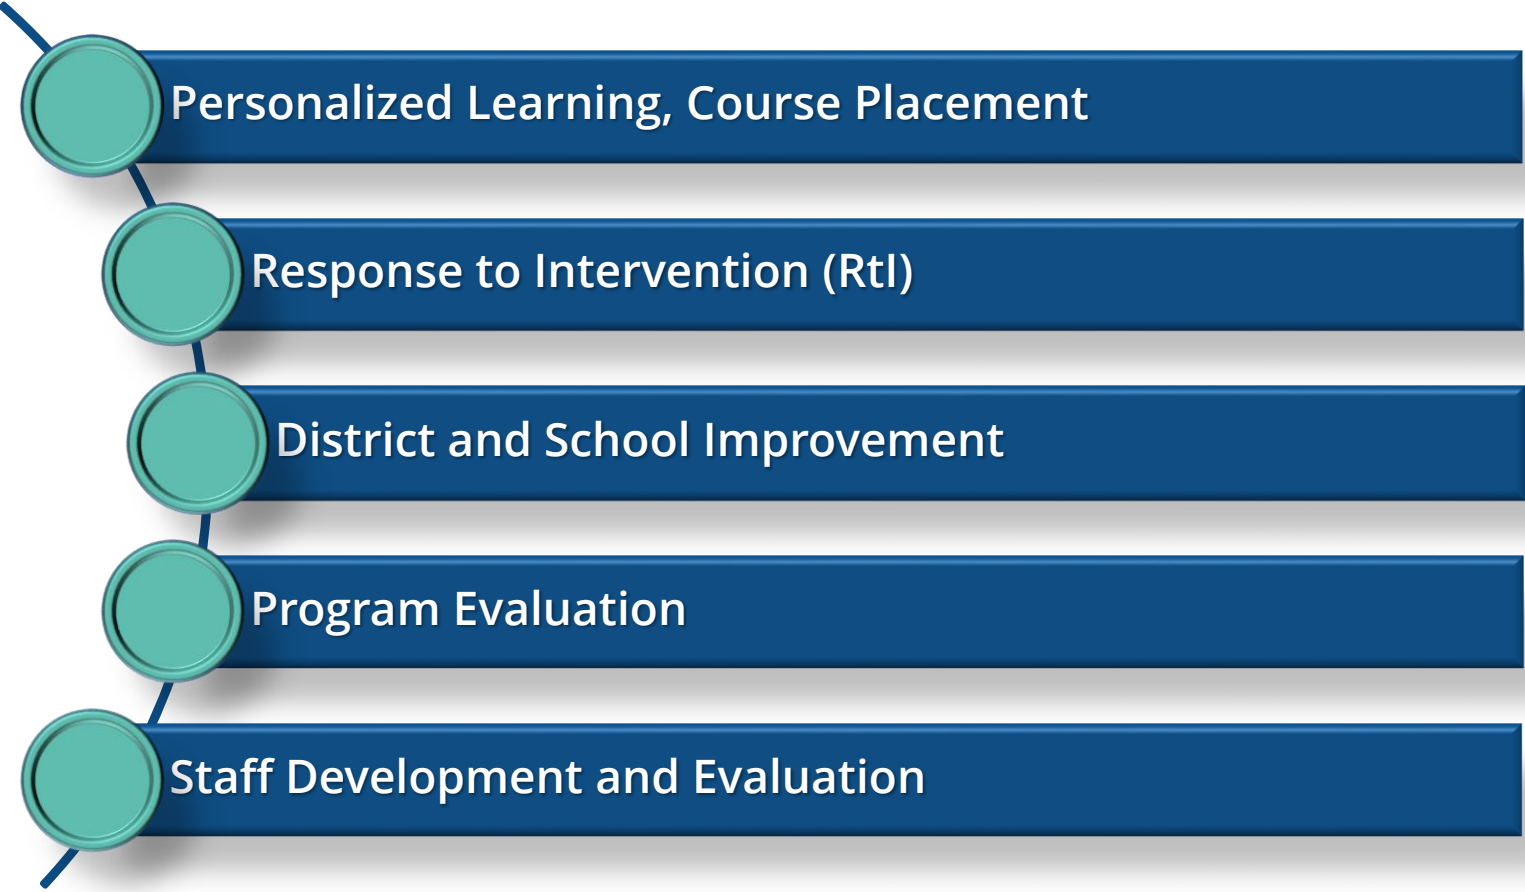 Personalized Learning, Course Placement
Response to Intervention (RtI)
District and School Improvement
Program Evaluation
Staff Development and Evaluation